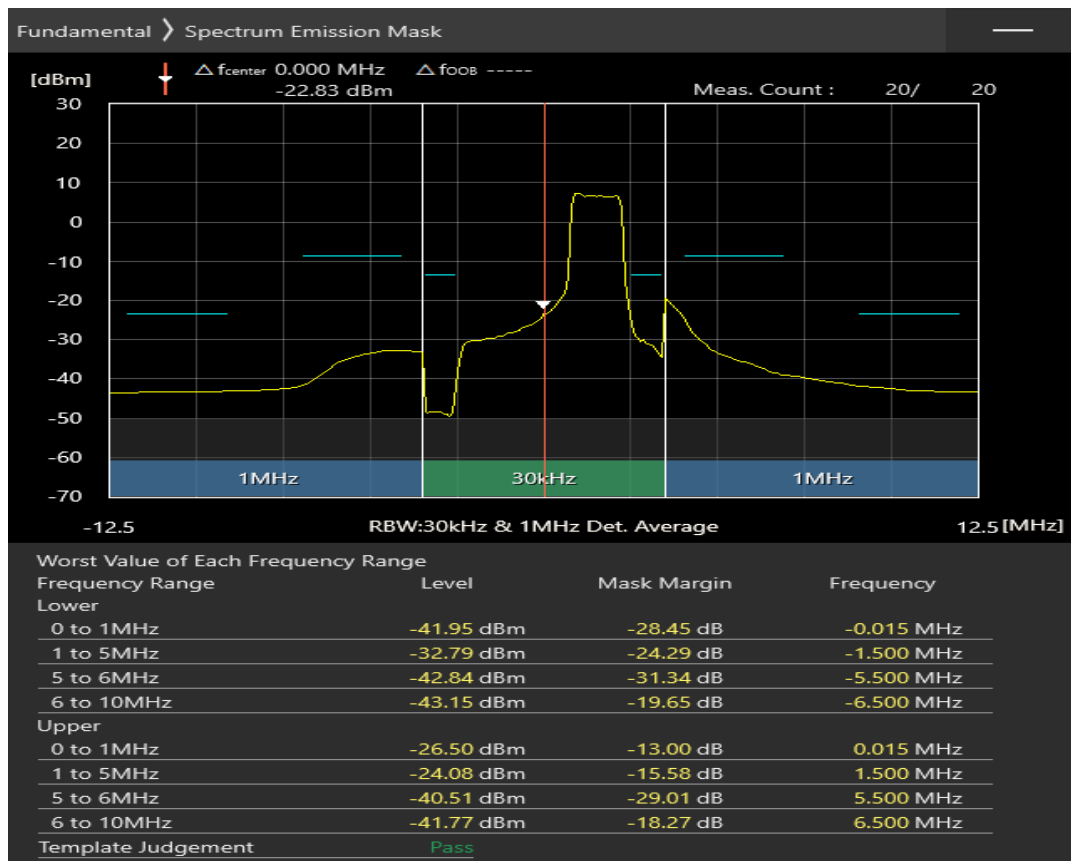 Fundamental ❯ Spectrum Emission Mask
[dBm] △ fcenter 0.000 MHz △ fOOB -----
-22.83 dBm Meas. Count : 20/ 20
30
20
10
0
-10
-20
-30
-40
-50
-60
-70
1MHz 30kHz 1MHz
-12.5 RBW:30kHz & 1MHz Det. Average 12.5 [MHz]
Worst Value of Each Frequency Range
Frequency Range Level Mask Margin Frequency
Lower
0 to 1MHz -41.95 dBm -28.45 dB -0.015 MHz
1 to 5MHz -32.79 dBm -24.29 dB -1.500 MHz
5 to 6MHz -42.84 dBm -31.34 dB -5.500 MHz
6 to 10MHz -43.15 dBm -19.65 dB -6.500 MHz
Upper
0 to 1MHz -26.50 dBm -13.00 dB 0.015 MHz
1 to 5MHz -24.08 dBm -15.58 dB 1.500 MHz
5 to 6MHz -40.51 dBm -29.01 dB 5.500 MHz
6 to 10MHz -41.77 dBm -18.27 dB 6.500 MHz
Template Judgement Pass